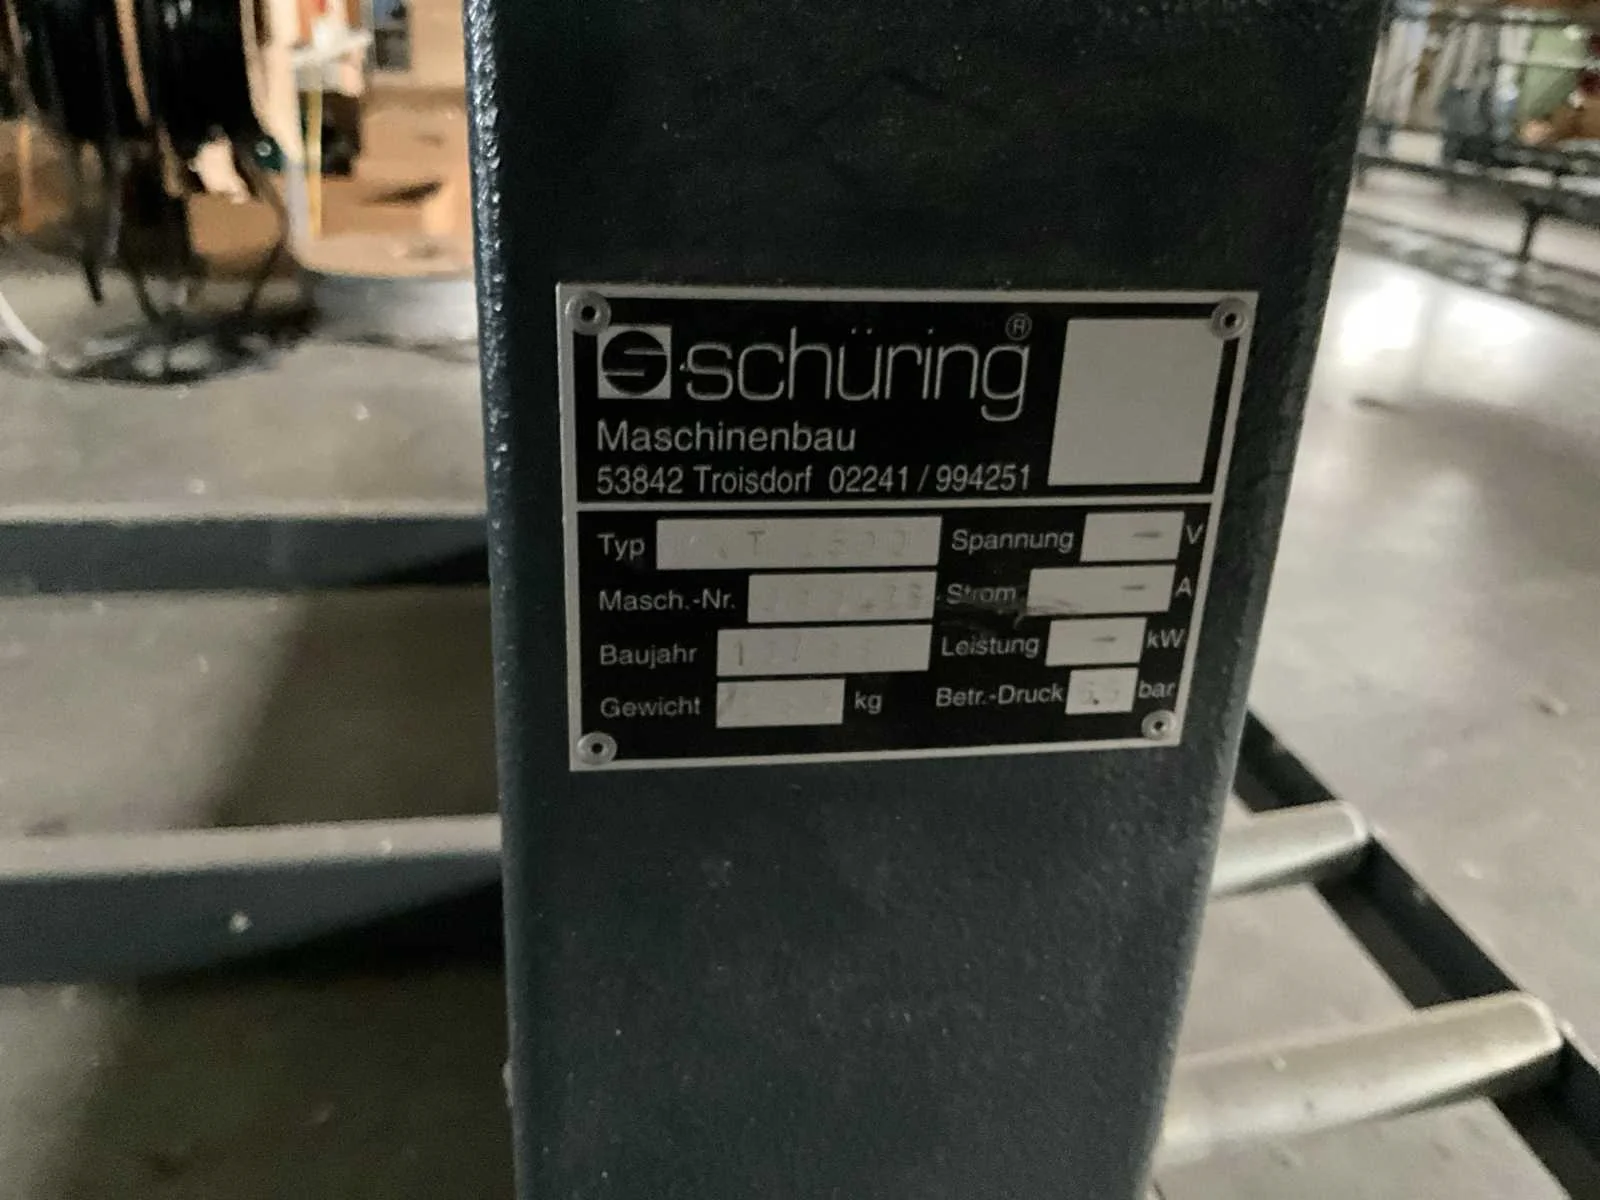 schüring ®
Maschinenbau
53842 Troisdorf 02241 / 994251
Typ
Spannung - V
Masch.-Nr.
Strom - A
Baujahr
Leistung - kW
Gewicht kg
Betr.-Druck bar